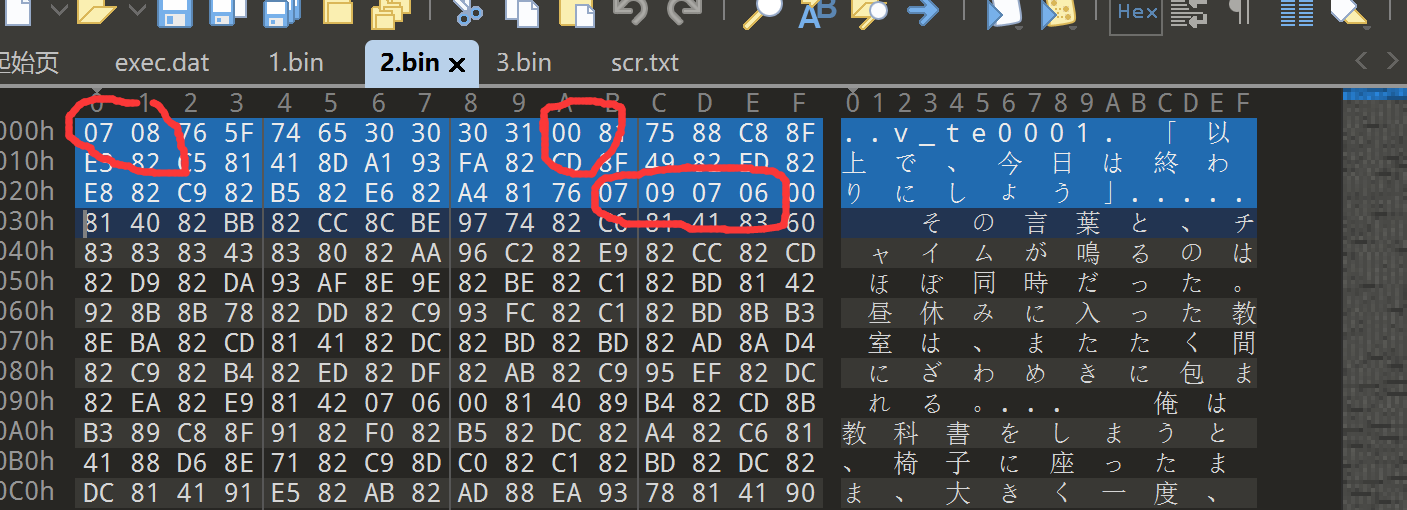 Hex
起始页 exec.dat 1.bin 2.bin × 3.bin scr.txt
0 1 2 3 4 5 6 7 8 9 A B C D E F 0 1 2 3 4 5 6 7 8 9 A B C D E F
000h 07 08 76 5F 74 65 30 30 30 31 00 81 75 88 C8 8F ..v_te0001.「以
010h E3 82 C5 81 41 8D A1 93 FA 82 CD 8F 49 82 ED 82 上で、今日は終わ
020h E8 82 C9 82 B5 82 E6 82 A4 81 76 07 09 07 06 00 りにしょう」.....
030h 81 40 82 BB 82 CC 8C BE 97 74 82 C6 81 41 83 60 その言葉と、チ
040h 83 83 83 43 83 80 82 AA 96 C2 82 E9 82 CC 82 CD ャイムが鳴るのは
050h 82 D9 82 DA 93 AF 8E 9E 82 BE 82 C1 82 BD 81 42 ほぼ同時だった。
060h 92 8B 8B 78 82 DD 82 C9 93 FC 82 C1 82 BD 8B B3 昼休みに入った教
070h 8E BA 82 CD 81 41 82 DC 82 BD 82 BD 82 AD 8A D4 室は、またたく間
080h 82 C9 82 B4 82 ED 82 DF 82 AB 82 C9 95 EF 82 DC にざわめきに包ま
090h 82 EA 82 E9 81 42 07 06 00 81 40 89 B4 82 CD 8B れる。... 俺は
0A0h B3 89 C8 8F 91 82 F0 82 B5 82 DC 82 A4 82 C6 81 教科書をしまうと
0B0h 41 88 D6 8E 71 82 C9 8D C0 82 C1 82 BD 82 DC 82 、椅子に座ったま
0C0h DC 81 41 91 E5 82 AB 82 AD 88 EA 93 78 81 41 90 ま、大きく一度、